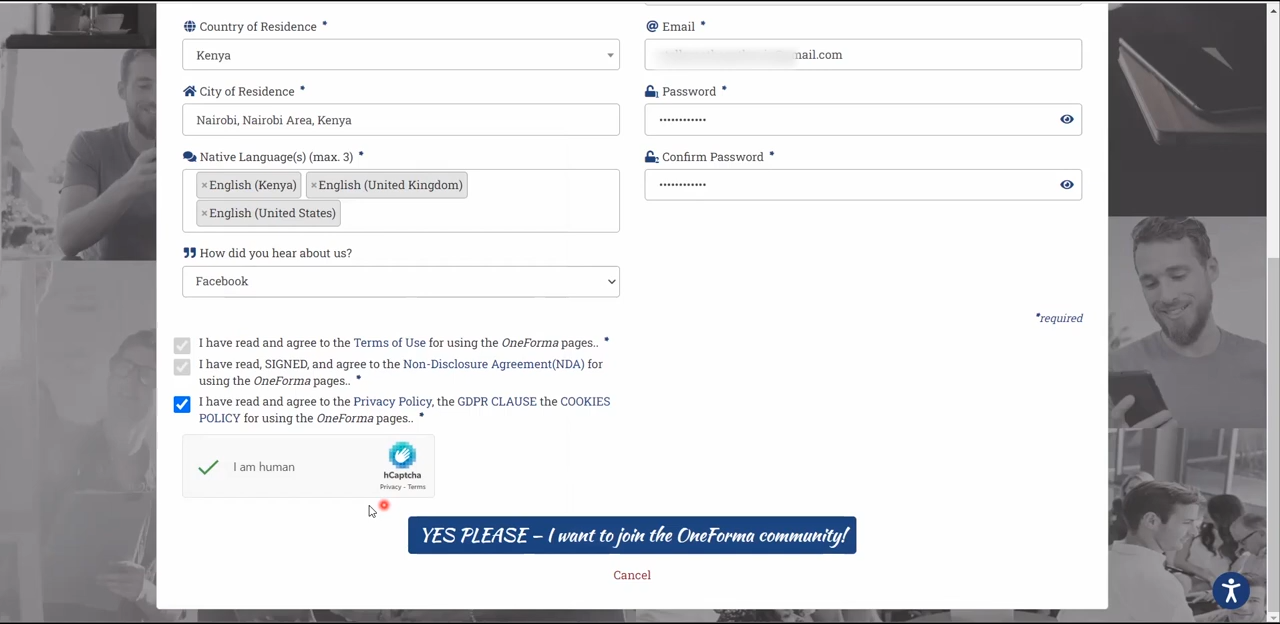 Country of Residence *
Kenya
City of Residence *
Nairobi, Nairobi Area, Kenya
Native Language(s) (max. 3) *
×English (Kenya) ×English (United Kingdom)
×English (United States)
How did you hear about us?
Facebook
@ Email *
mail.com
1 Password *
••••••••••••
2 Confirm Password *
••••••••••••
*required
I have read and agree to the Terms of Use for using the OneForma pages.. *
I have read, SIGNED, and agree to the Non-Disclosure Agreement(NDA) for
using the OneForma pages.. *
I have read and agree to the Privacy Policy, the GDPR CLAUSE the COOKIES
POLICY for using the OneForma pages.. *
I am human
hCaptcha
Privacy - Terms
YES PLEASE – I want to join the OneForma community!
Cancel